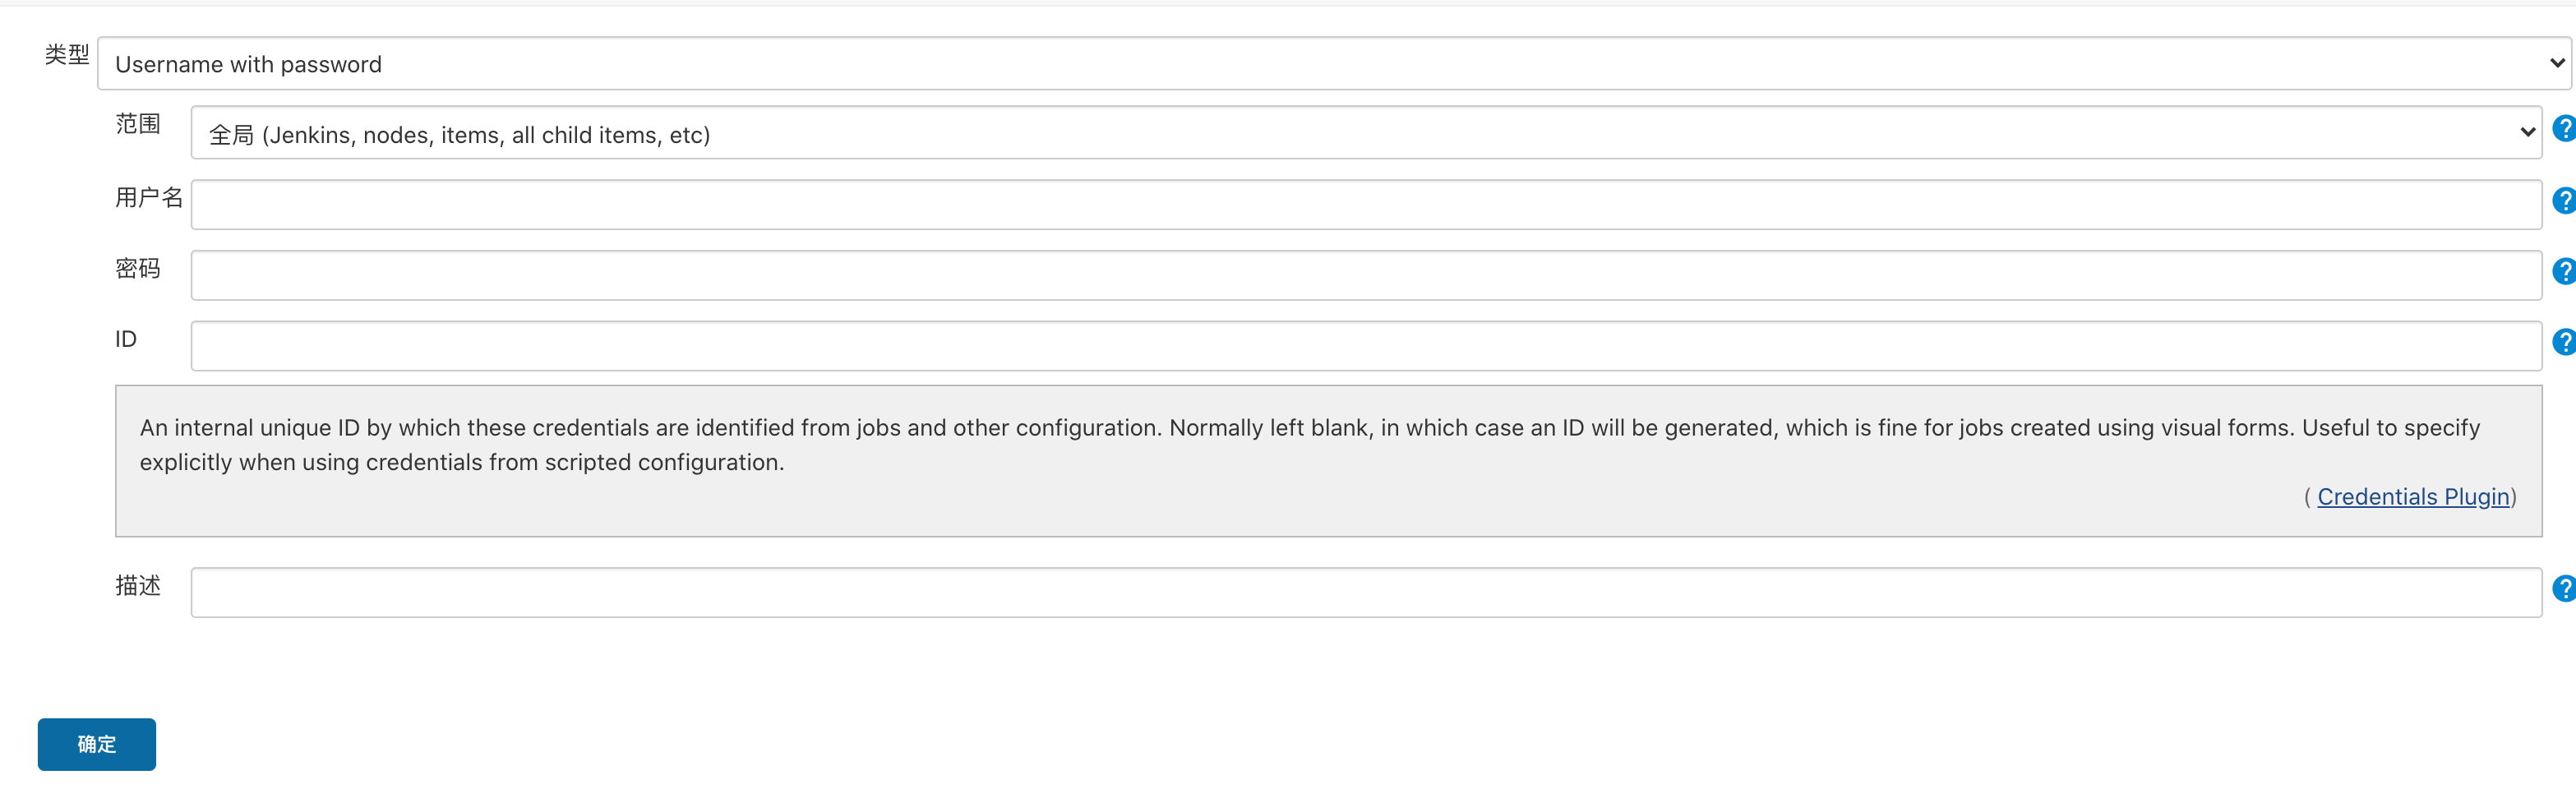 类型 Username with password
范围 全局 (Jenkins, nodes, items, all child items, etc)
用户名
密码
ID
An internal unique ID by which these credentials are identified from jobs and other configuration. Normally left blank, in which case an ID will be generated, which is fine for jobs created using visual forms. Useful to specify
explicitly when using credentials from scripted configuration.
( Credentials Plugin)
描述
确定